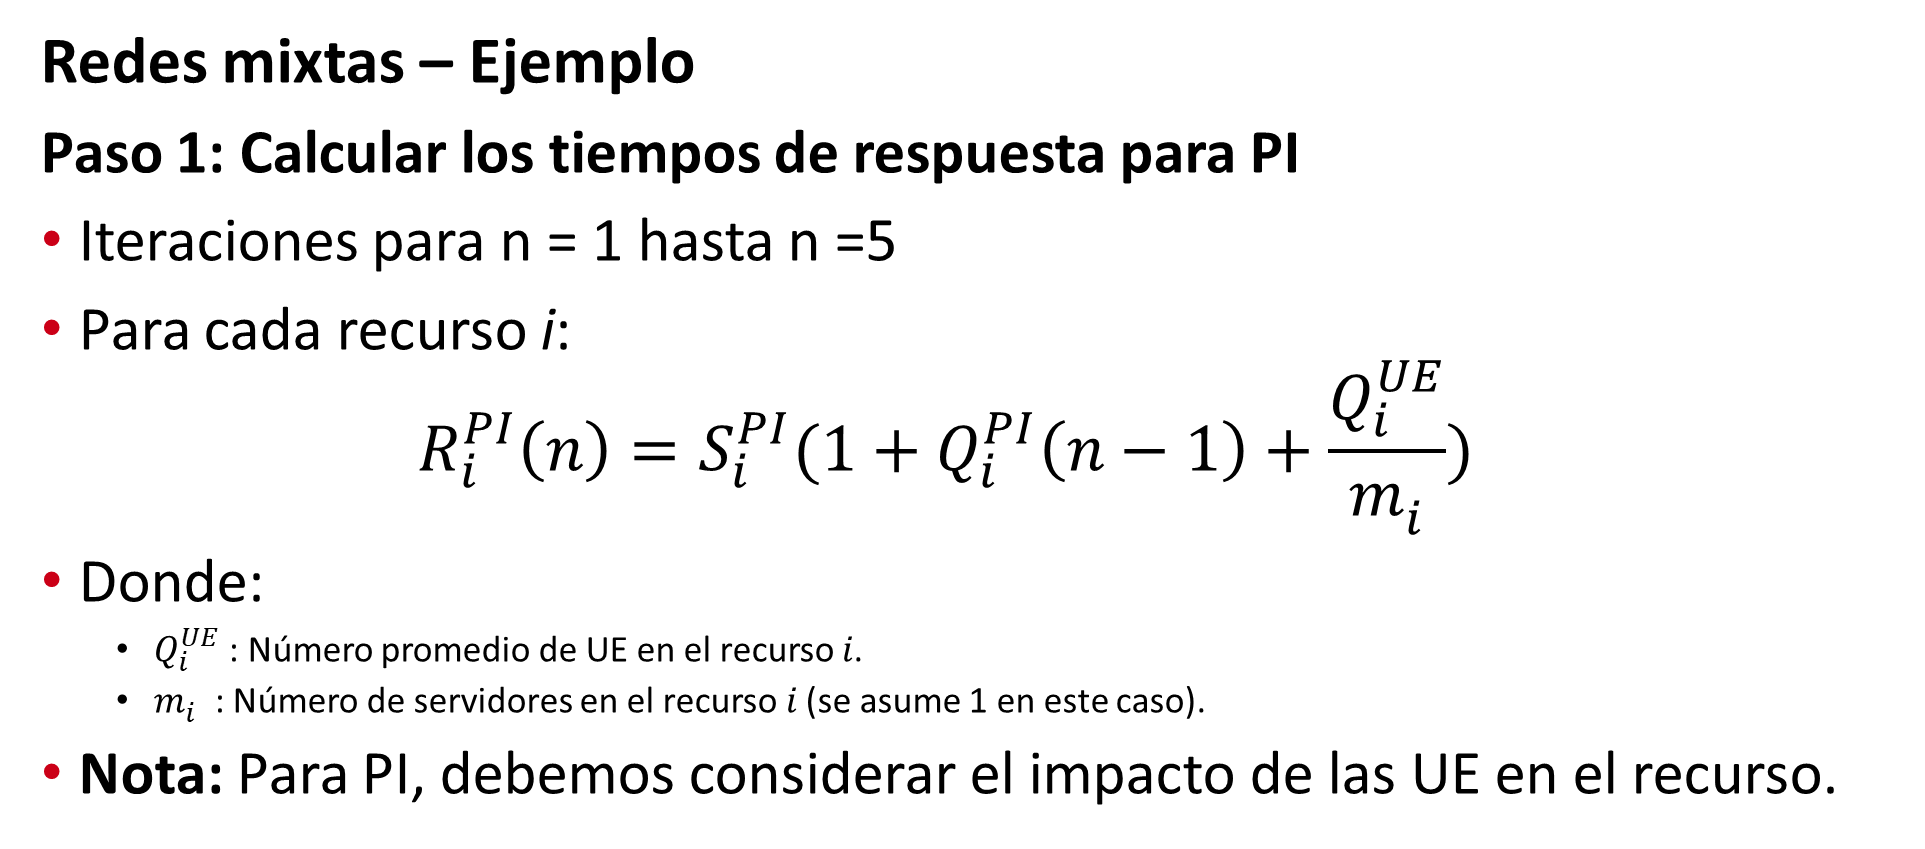 Redes mixtas – Ejemplo
Paso 1: Calcular los tiempos de respuesta para PI
• Iteraciones para n = 1 hasta n =5
• Para cada recurso i:
R_i^{PI}(n) = S_i^{PI}(1 + Q_i^{PI}(n − 1) + \frac{Q_i^{UE}}{m_i})
• Donde:
• Q_i^{UE} : Número promedio de UE en el recurso i.
• m_i : Número de servidores en el recurso i (se asume 1 en este caso).
• Nota: Para PI, debemos considerar el impacto de las UE en el recurso.